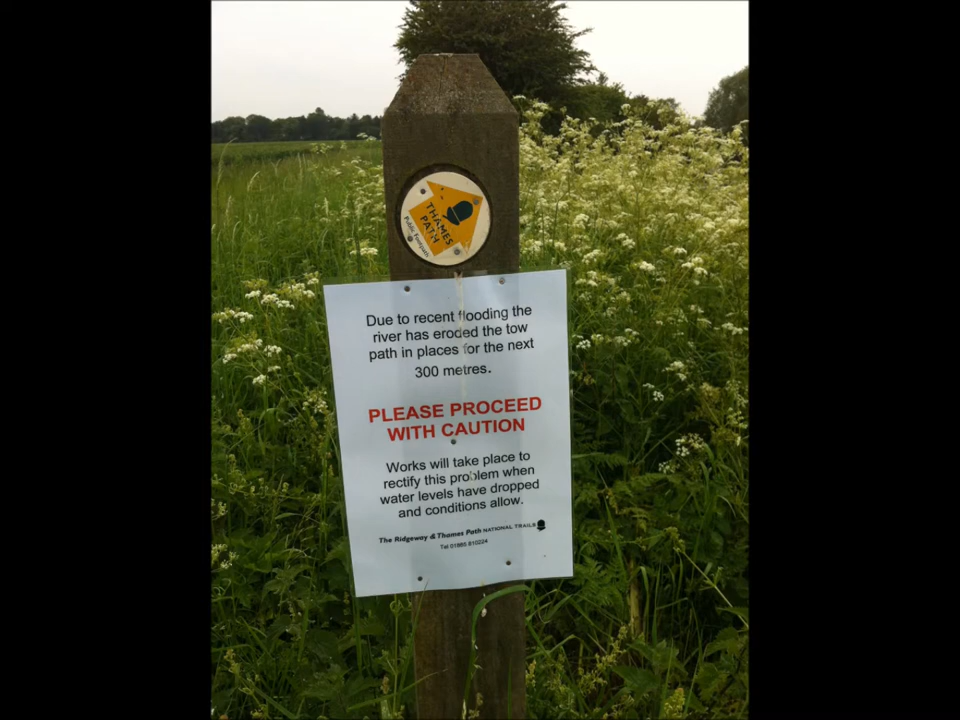 THAMES
PATH
Public Footpath
Due to recent flooding the
river has eroded the tow
path in places for the next
300 metres.
PLEASE PROCEED
WITH CAUTION
Works will take place to
rectify this problem when
water levels have dropped
and conditions allow.
The Ridgeway & Thames Path NATIONAL TRAILS
Tel 01865 810224